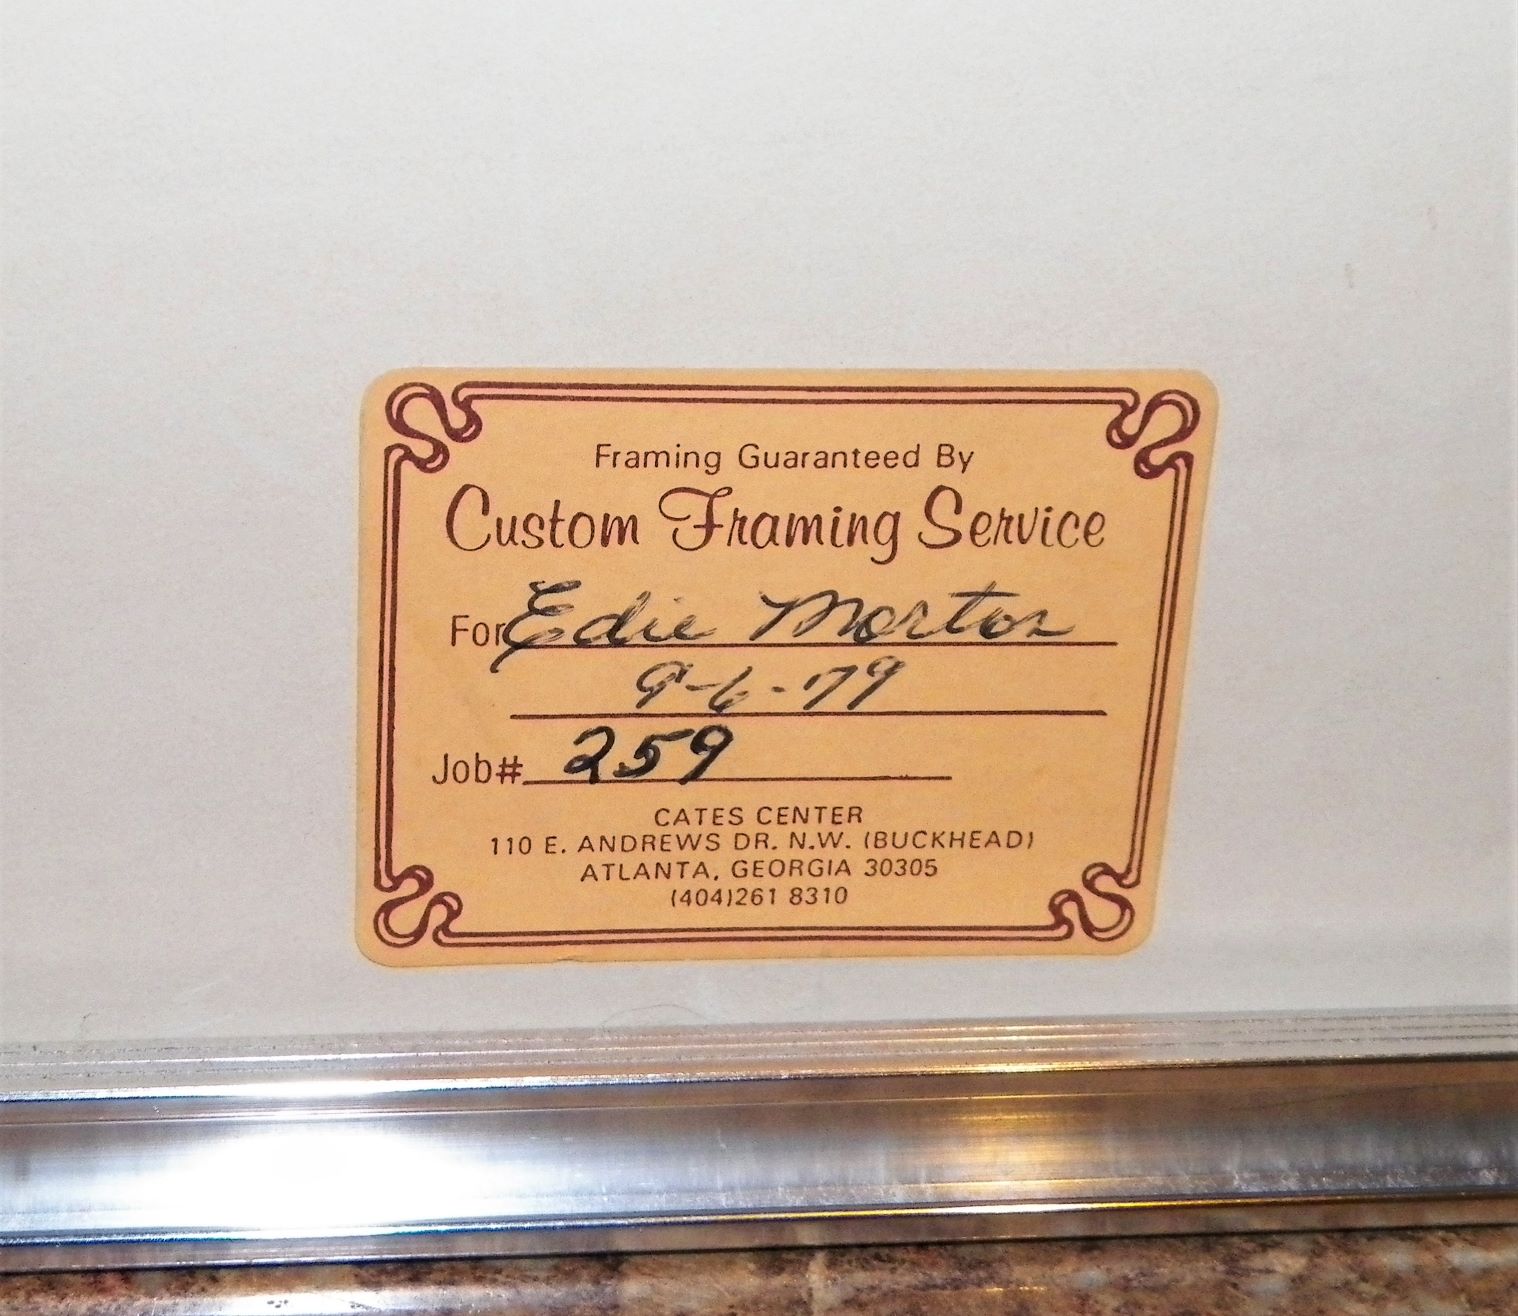 Framing Guaranteed By
Custom Framing Service
For Edie Morton
9-6-79
Job# 259
CATES CENTER
110 E. ANDREWS DR. N.W. (BUCKHEAD)
ATLANTA, GEORGIA 30305
(404)261 8310